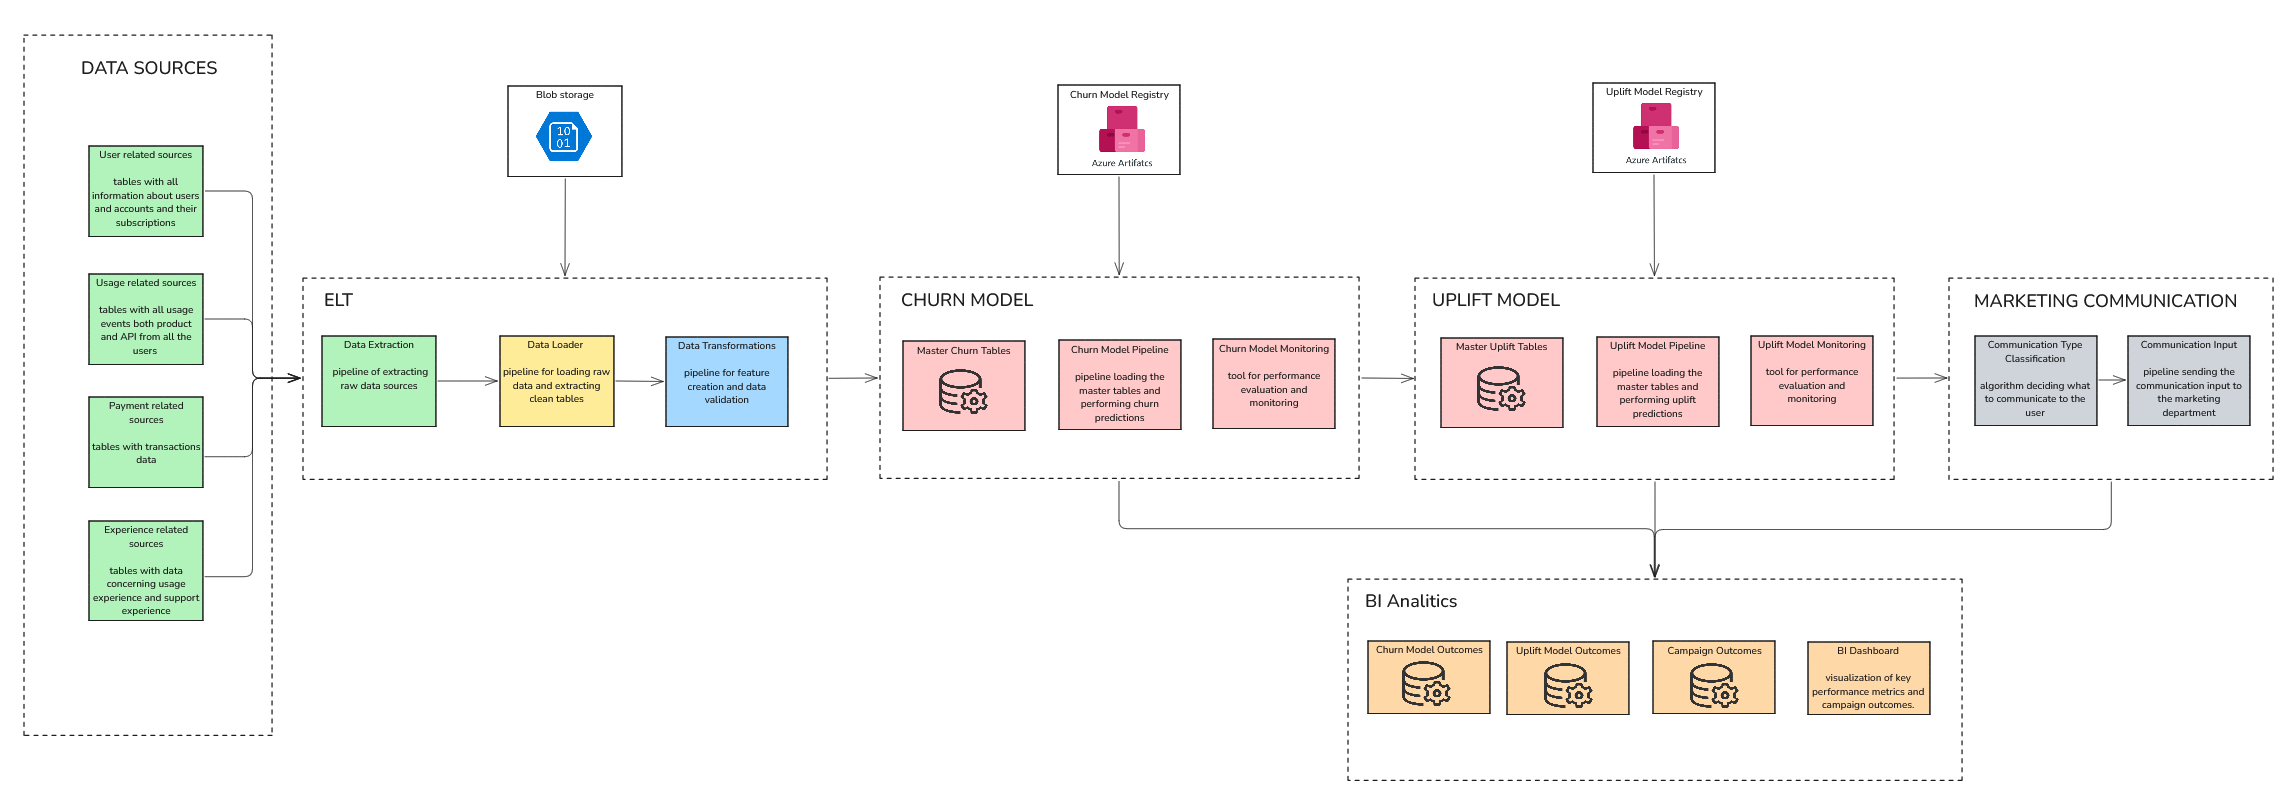 DATA SOURCES
User related sources
tables with all
information about users
and accounts and their
subscriptions
Usage related sources
tables with all usage
events both product
and API from all the
users
Payment related
sources
tables with transactions
data
Experience related
sources
tables with data
concerning usage
experience and support
experience
Blob storage
10
01
ELT
Data Extraction
pipeline of extracting
raw data sources
Data Loader
pipeline for loading raw
data and extracting
clean tables
Data Transformations
pipeline for feature
creation and data
validation
Churn Model Registry
Azure Artifatcs
CHURN MODEL
Master Churn Tables
Churn Model Pipeline
pipeline loading the
master tables and
performing churn
predictions
Churn Model Monitoring
tool for performance
evaluation and
monitoring
Uplift Model Registry
Azure Artifatcs
UPLIFT MODEL
Master Uplift Tables
Uplift Model Pipeline
pipeline loading the
master tables and
performing uplift
predictions
Uplift Model Monitoring
tool for performance
evaluation and
monitoring
MARKETING COMMUNICATION
Communication Type
Classification
algorithm deciding what
to communicate to the
user
Communication Input
pipeline sending the
communication input to
the marketing
department
BI Analitics
Churn Model Outcomes
Uplift Model Outcomes
Campaign Outcomes
BI Dashboard
visualization of key
performance metrics and
campaign outcomes.